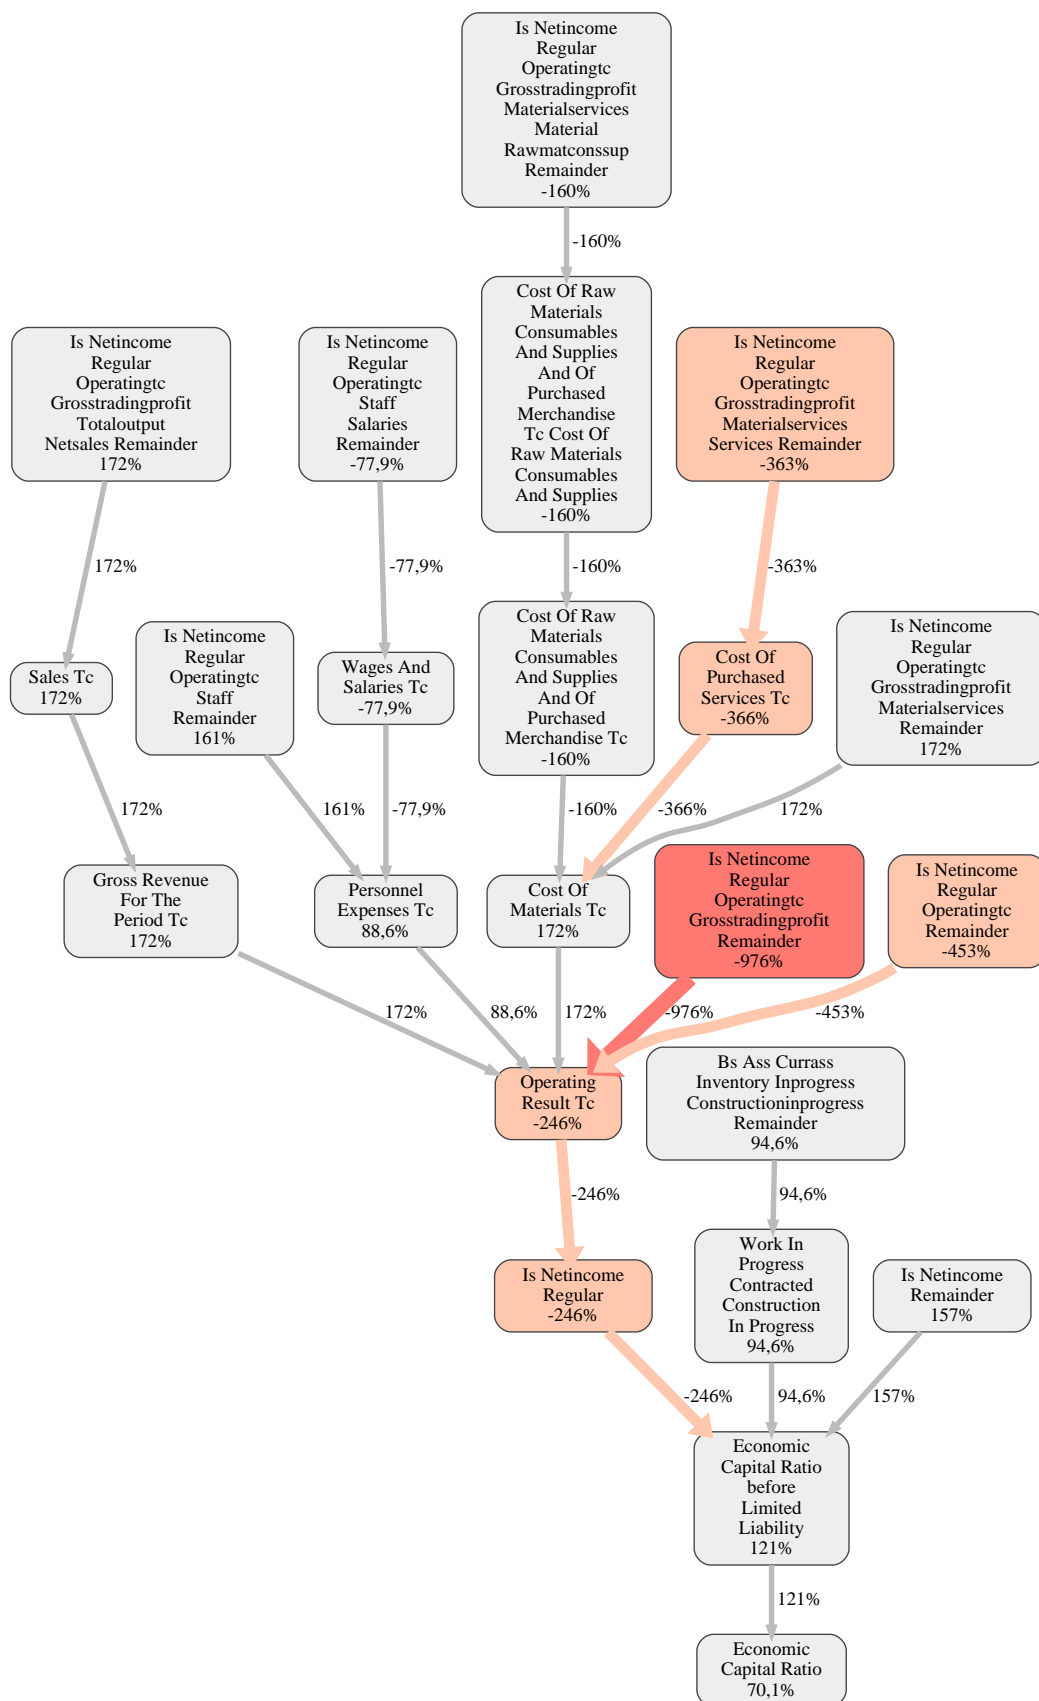 Is Netincome
Regular
Operatingtc
Grosstradingprofit
Materialservices
Material
Rawmatconssup
Remainder
-160%
-160%
Cost Of Raw
Materials
Consumables
And Supplies
And Of
Purchased
Merchandise
Tc Cost Of
Raw Materials
Consumables
And Supplies
-160%
Is Netincome
Regular
Operatingtc
Grosstradingprofit
Totaloutput
Netsales Remainder
172%
Is Netincome
Regular
Operatingtc
Staff
Salaries
Remainder
-77,9%
Is Netincome
Regular
Operatingtc
Grosstradingprofit
Materialservices
Services Remainder
-363%
172%
-77,9%
-160%
-363%
Sales Tc
172%
Is Netincome
Regular
Operatingtc
Staff
Remainder
161%
Wages And
Salaries Tc
-77,9%
Cost Of Raw
Materials
Consumables
And Supplies
And Of
Purchased
Merchandise Tc
-160%
Cost Of
Purchased
Services Tc
-366%
Is Netincome
Regular
Operatingtc
Grosstradingprofit
Materialservices
Remainder
172%
172%
161%
-77,9%
-160%
-366%
172%
Gross Revenue
For The
Period Tc
172%
Personnel
Expenses Tc
88,6%
Cost Of
Materials Tc
172%
Is Netincome
Regular
Operatingtc
Grosstradingprofit
Remainder
-976%
Is Netincome
Regular
Operatingtc
Remainder
-453%
172%
88,6%
172%
-976%
-453%
Operating
Result Tc
-246%
Bs Ass Currass
Inventory Inprogress
Constructioninprogress
Remainder
94,6%
-246%
94,6%
Is Netincome
Regular
-246%
Work In
Progress
Contracted
Construction
In Progress
94,6%
Is Netincome
Remainder
157%
-246%
94,6%
157%
Economic
Capital Ratio
before
Limited
Liability
121%
121%
Economic
Capital Ratio
70,1%